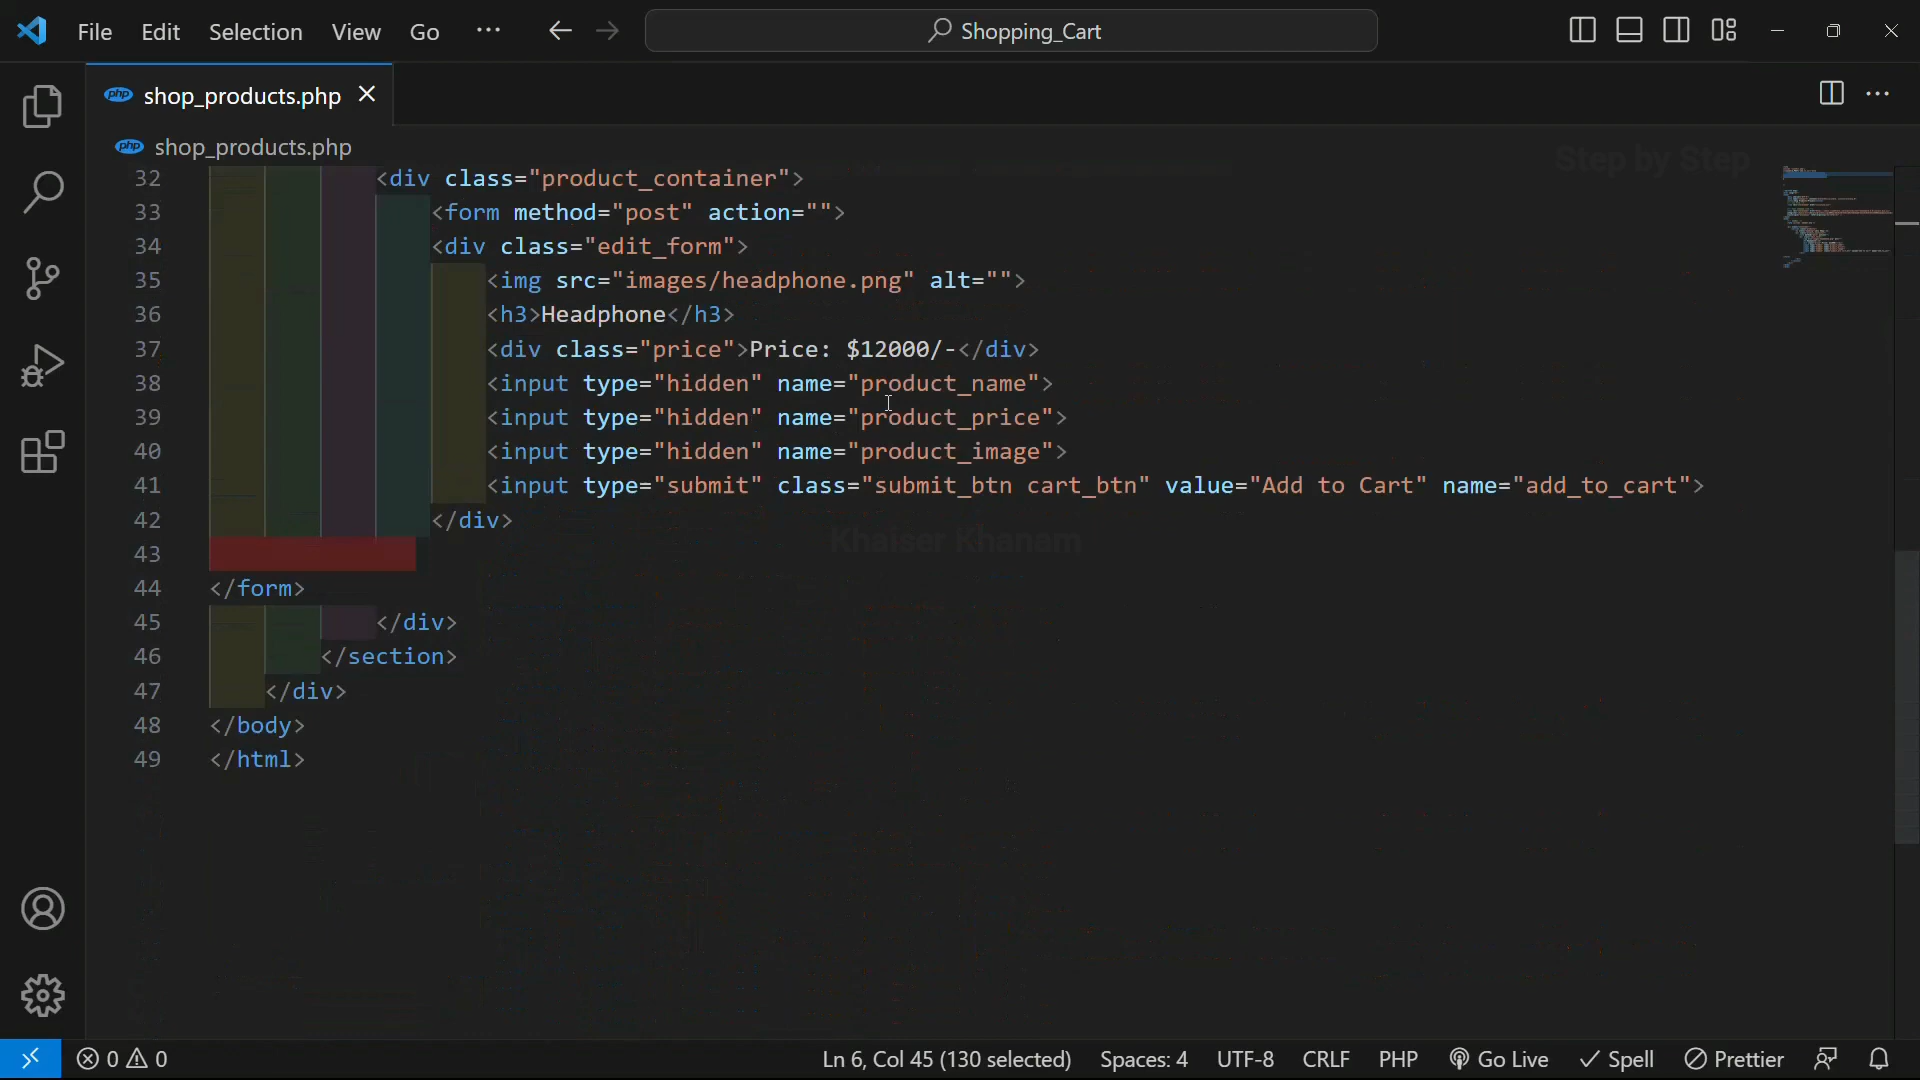 File Edit Selection View Go ... Shopping_Cart
php shop_products.php
php shop_products.php
Step by Step
32 <div class="product_container">
33 <form method="post" action="">
34 <div class="edit_form">
35 <img src="images/headphone.png" alt="">
36 <h3>Headphone</h3>
37 <div class="price">Price: $12000/-</div>
38 <input type="hidden" name="product_name">
39 <input type="hidden" name="product_price">
40 <input type="hidden" name="product_image">
41 <input type="submit" class="submit_btn cart_btn" value="Add to Cart" name="add_to_cart">
42 </div>
Khaiser Khanam
43
44 </form>
45 </div>
46 </section>
47 </div>
48 </body>
49 </html>
0 0 Ln 6, Col 45 (130 selected) Spaces: 4 UTF-8 CRLF PHP Go Live Spell Prettier